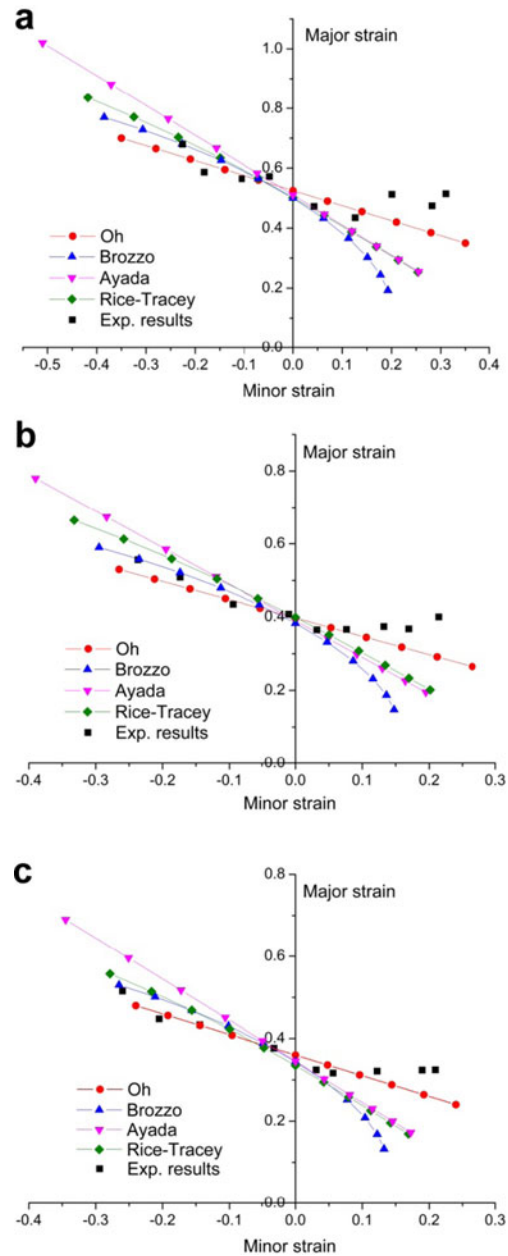 a
Major strain
1.0
0.8
0.6
0.4
0.2
0.0
Oh
Brozzo
Ayada
Rice-Tracey
Exp. results
-0.5 -0.4 -0.3 -0.2 -0.1 0.0 0.1 0.2 0.3 0.4
Minor strain
b
Major strain
0.8
0.6
0.4
0.2
0.0
Oh
Brozzo
Ayada
Rice-Tracey
Exp. results
-0.4 -0.3 -0.2 -0.1 0.0 0.1 0.2 0.3
Minor strain
c
Major strain
0.8
0.6
0.4
0.2
0.0
Oh
Brozzo
Ayada
Rice-Tracey
Exp. results
-0.4 -0.3 -0.2 -0.1 0.0 0.1 0.2 0.3
Minor strain